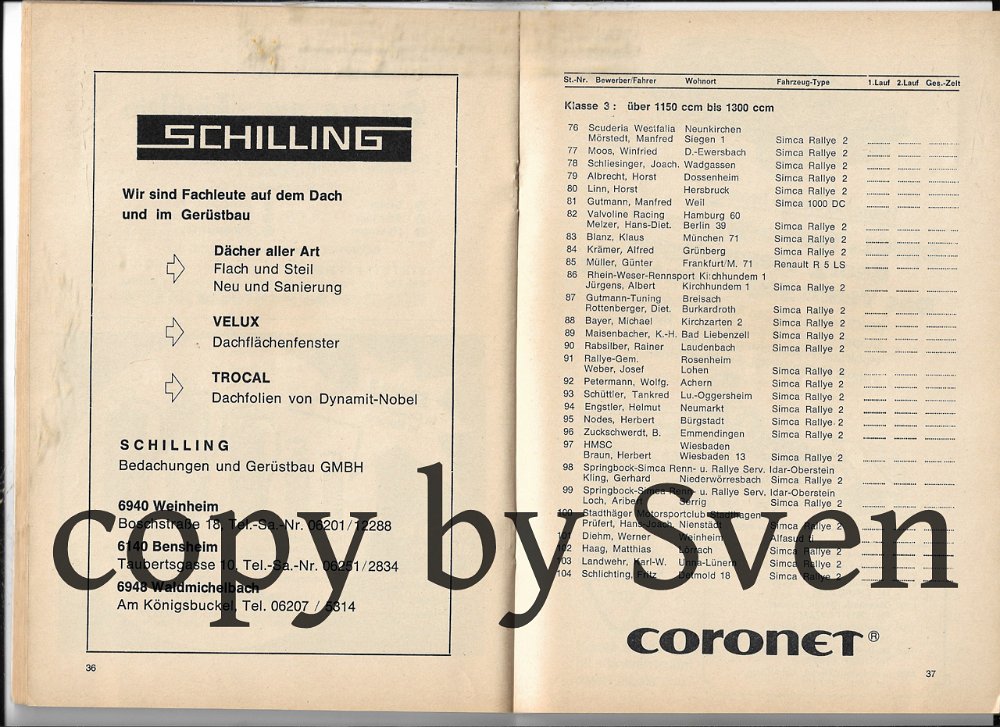 SCHILLING
Wir sind Fachleute auf dem Dach
und im Gerüstbau
Dächer aller Art
Flach und Steil
Neu und Sanierung
VELUX
Dachflächenfenster
TROCAL
Dachfolien von Dynamit-Nobel
SCHILLING
Bedachungen und Gerüstbau GMBH
6940 Weinheim
Boschstraße 18, Tel.-Sa.-Nr. 06201/12288
6140 Bensheim
Taubertsgasse 10, Tel.-Sa.-Nr. 06251/2834
6948 Waldmichelbach
Am Königsbuckel, Tel. 06207 / 5314
36
St.-Nr. Bewerber/Fahrer Wohnort Fahrzeug-Type 1.Lauf 2.Lauf Ges.-Zeit
Klasse 3: über 1150 ccm bis 1300 ccm
76 Scuderia Westfalia Neunkirchen
Mörstedt, Manfred Siegen 1 Simca Rallye 2
77 Moos, Winfried D.-Ewersbach Simca Rallye 2
78 Schliesinger, Joach. Wadgassen Simca Rallye 2
79 Albrecht, Horst Dossenheim Simca Rallye 2
80 Linn, Horst Hersbruck Simca Rallye 2
81 Gutmann, Manfred Weil Simca 1000 DC
82 Valvoline Racing Hamburg 60
Melzer, Hans-Diet. Berlin 39 Simca Rallye 2
83 Blanz, Klaus München 71 Simca Rallye 2
84 Krämer, Alfred Grünberg Simca Rallye 2
85 Müller, Günter Frankfurt/M. 71 Renault R 5 LS
86 Rhein-Weser-Rennsport Kirchhundem 1
Jürgens, Albert Kirchhundem 1 Simca Rallye 2
87 Gutmann-Tuning Breisach
Rottenberger, Diet. Burkardroth Simca Rallye 2
88 Bayer, Michael Kirchzarten 2 Simca Rallye 2
89 Maisenbacher, K.-H. Bad Liebenzell Simca Rallye 2
90 Rabsilber, Rainer Laudenbach Simca Rallye 2
91 Rallye-Gem. Rosenheim
Weber, Josef Lohen Simca Rallye 2
92 Petermann, Wolfg. Achern Simca Rallye 2
93 Schüttler, Tankred Lu.-Oggersheim Simca Rallye 2
94 Engstler, Helmut Neumarkt Simca Rallye 2
95 Nodes, Herbert Bürgstadt Simca Rallye 2
96 Zuckschwerdt, B. Emmendingen Simca Rallye 2
97 HMSC Wiesbaden
Braun, Herbert Wiesbaden 13 Simca Rallye 2
98 Springbock-Simca Renn- u. Rallye Serv. Idar-Oberstein
Kling, Gerhard Niederwörresbach Simca Rallye 2
99 Springbock-Simca Renn- u. Rallye Serv. Idar-Oberstein
Loch, Aribert Serrig Simca Rallye 2
100 Stadthäger Motorsportclub Stadthagen
Prüfert, Hans-Joach. Nienstädt Simca Rallye 2
101 Diehm, Werner Weinheim Alfasud ti
102 Haag, Matthias Lörrach Simca Rallye 2
103 Landwehr, Karl-W. Unna-Lünern Simca Rallye 2
104 Schlichting, Fritz Detmold 18 Simca Rallye 2
copy by Sven
CORONET®
37